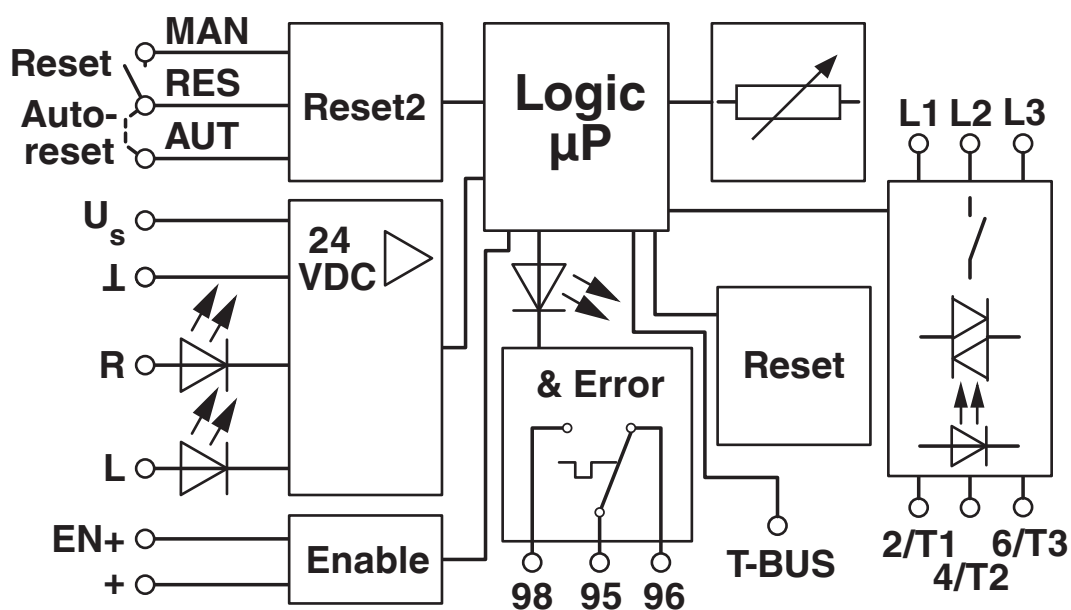 MAN
Reset
RES
Auto-
reset
AUT
Reset2
Logic
µP
L1 L2 L3
Us
⊥
24
VDC
R
L
EN+
+
Enable
& Error
Reset
98 95 96
T-BUS
2/T1 6/T3
4/T2